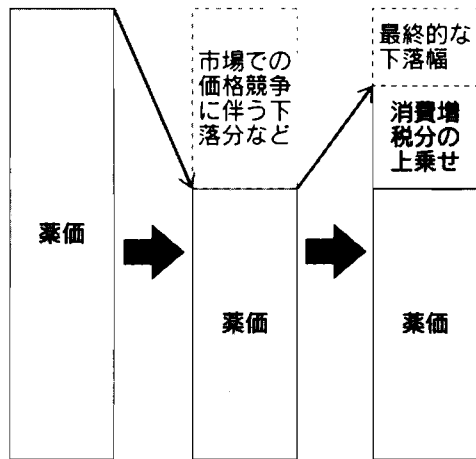 薬価
市場での
価格競争
に伴う下
落分など
薬価
最終的な
下落幅
消費増
税分の
上乗せ
薬価